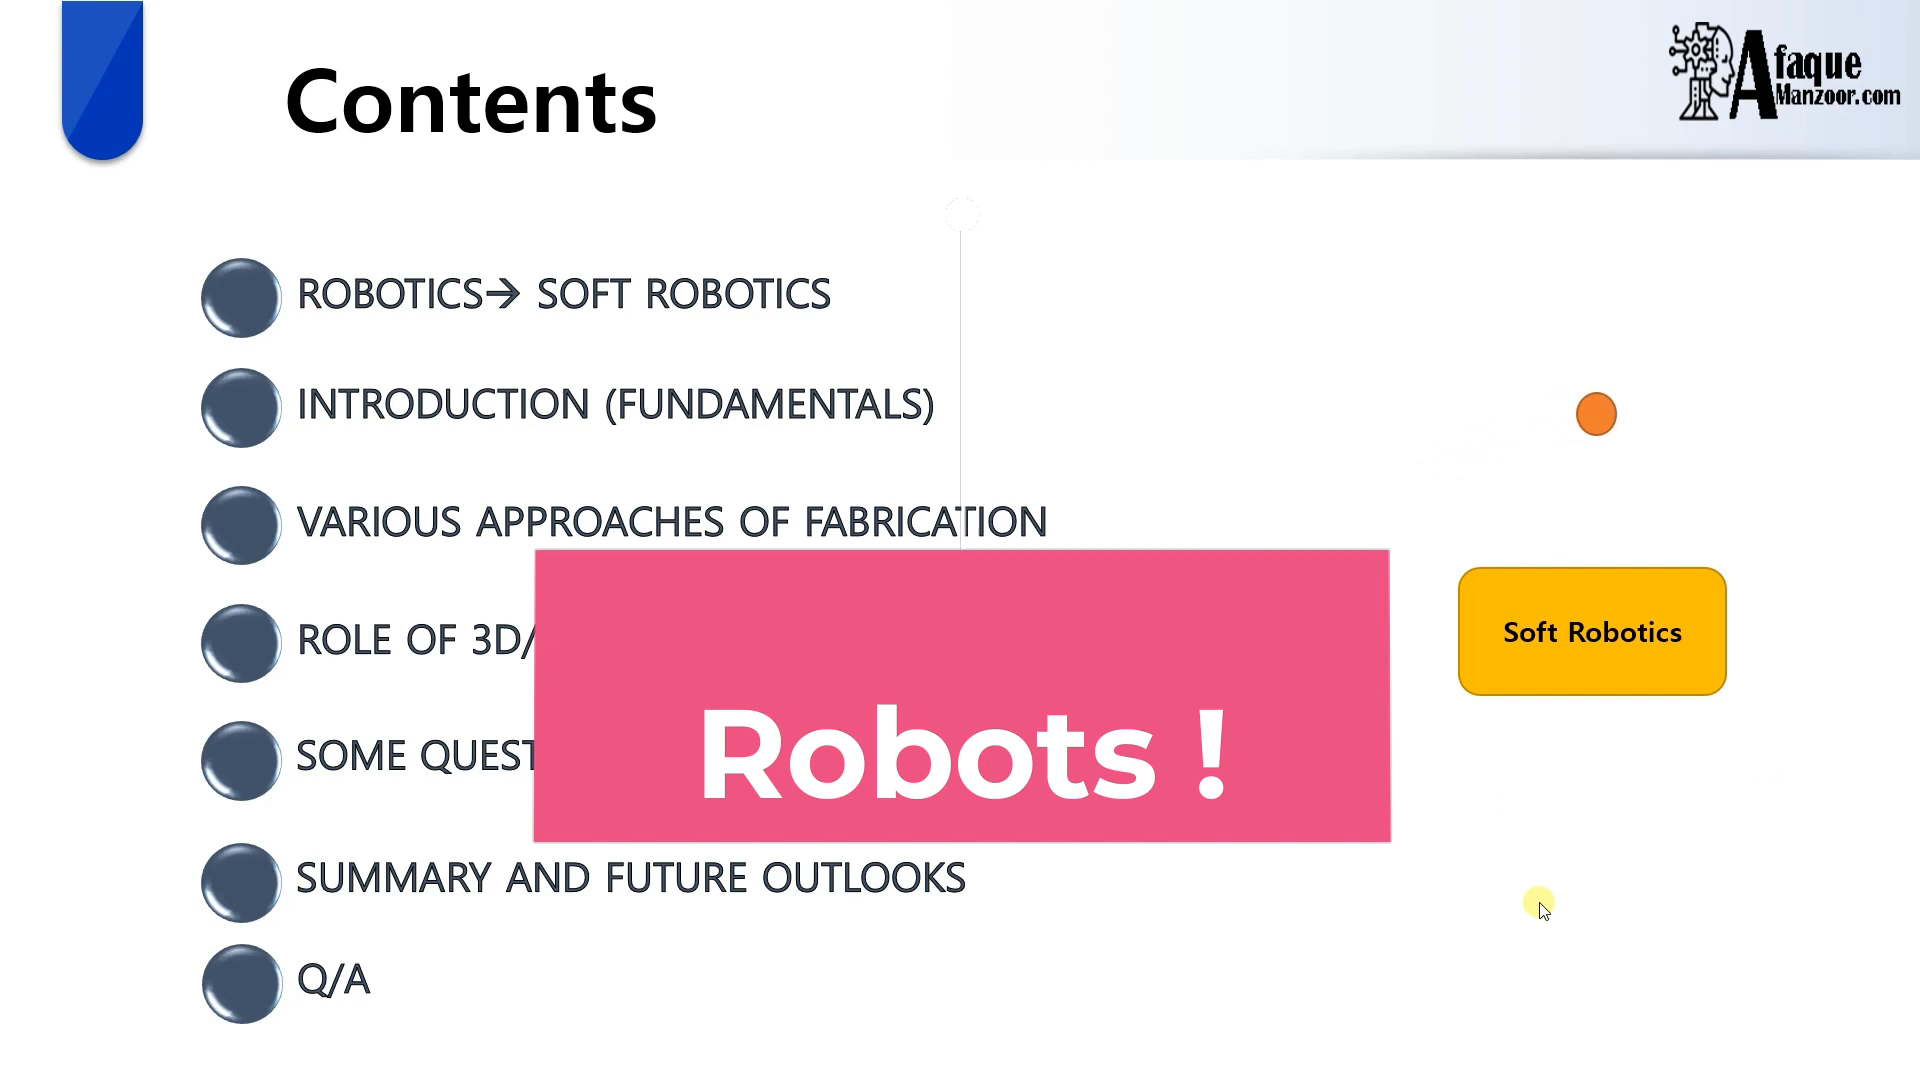 Contents
Afaque
Manzoor.com
ROBOTICS→ SOFT ROBOTICS
INTRODUCTION (FUNDAMENTALS)
VARIOUS APPROACHES OF FABRICATION
ROLE OF 3D/
SOME QUEST
Robots !
Soft Robotics
SUMMARY AND FUTURE OUTLOOKS
Q/A